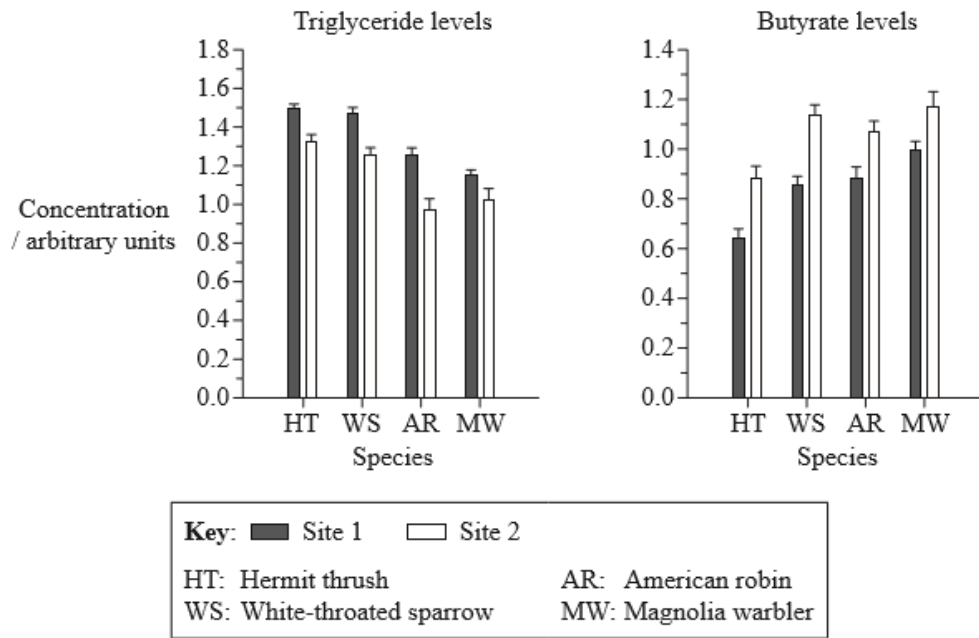 Triglyceride levels
1.8
1.6
1.4
1.2
1.0
0.8
0.6
0.4
0.2
0.0
Concentration
/ arbitrary units
HT WS AR MW
Species
Butyrate levels
1.4
1.2
1.0
0.8
0.6
0.4
0.2
0.0
HT WS AR MW
Species
Key: Site 1 Site 2
HT: Hermit thrush AR: American robin
WS: White-throated sparrow MW: Magnolia warbler